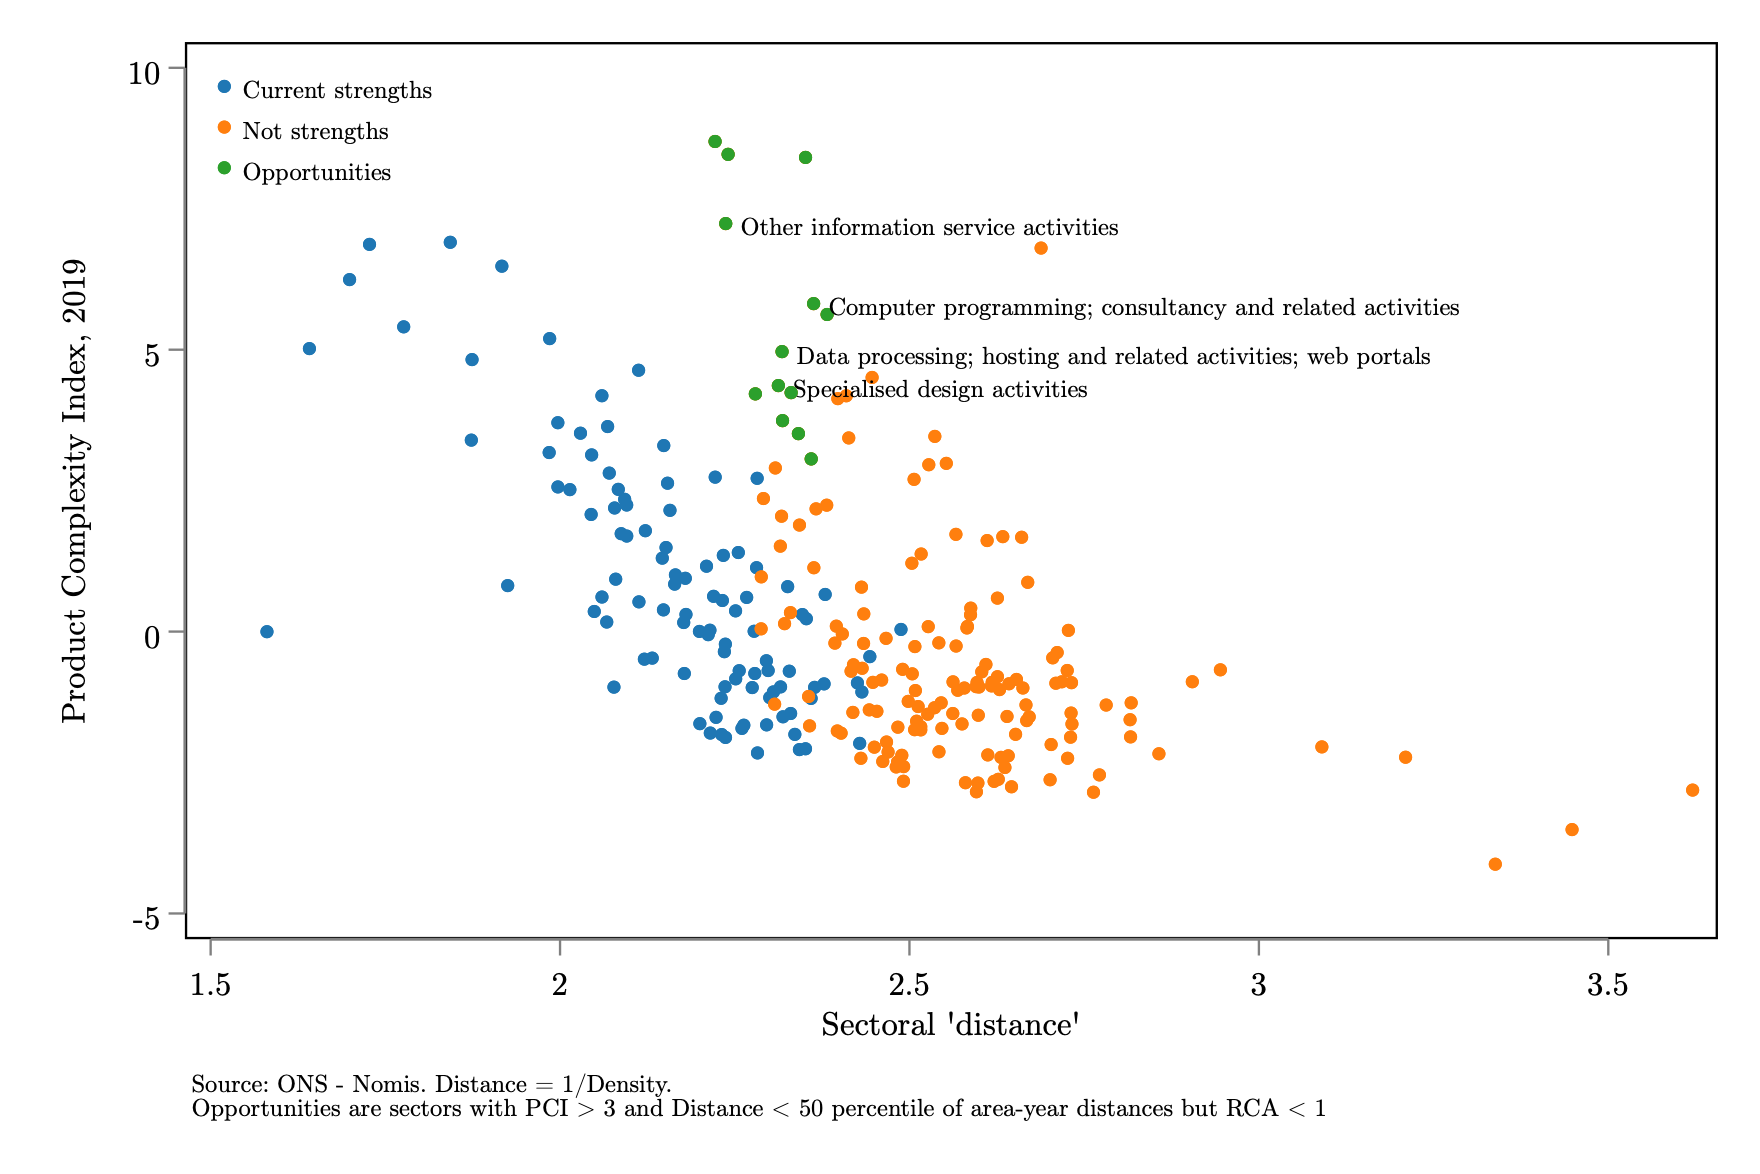 10
Current strengths
Not strengths
Opportunities
Other information service activities
Computer programming; consultancy and related activities
5
Data processing; hosting and related activities; web portals
Specialised design activities
Product Complexity Index, 2019
0
-5
1.5 2 2.5 3 3.5
Sectoral 'distance'
Source: ONS - Nomis. Distance = 1/Density.
Opportunities are sectors with PCI > 3 and Distance < 50 percentile of area-year distances but RCA < 1